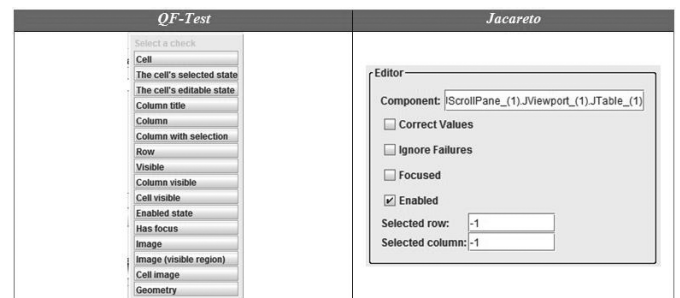 QF-Test
Jacareto
Select a check
Cell
The cell's selected state
The cell's editable state
Column title
Column
Column with selection
Row
Visible
Column visible
Cell visible
Enabled state
Has focus
Image
Image (visible region)
Cell image
Geometry
Editor
Component: lScrollPane_(1).JViewport_(1).JTable_(1)
Correct Values
Ignore Failures
Focused
Enabled
Selected row: -1
Selected column: -1